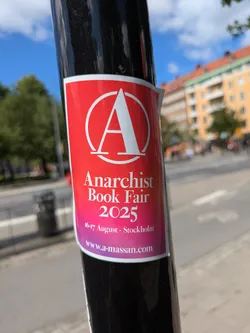 A
Anarchist
Book Fair
2025
16-17 August - Stockholm
www.a-massan.com